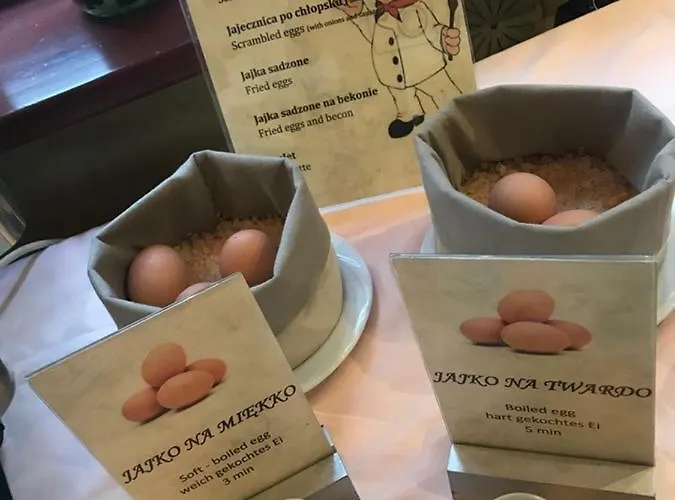 Jajecznica po chłopsku
Scrambled eggs (with onions and
Jajka sadzone
Fried eggs
Jajka sadzone na bekonie
Fried eggs and becon
JAJKO NA MIĘKKO
Soft - boiled egg
weich gekochtes Ei
3 min
JAJKO NA TWARDO
Boiled egg
hart gekochtes Ei
5 min